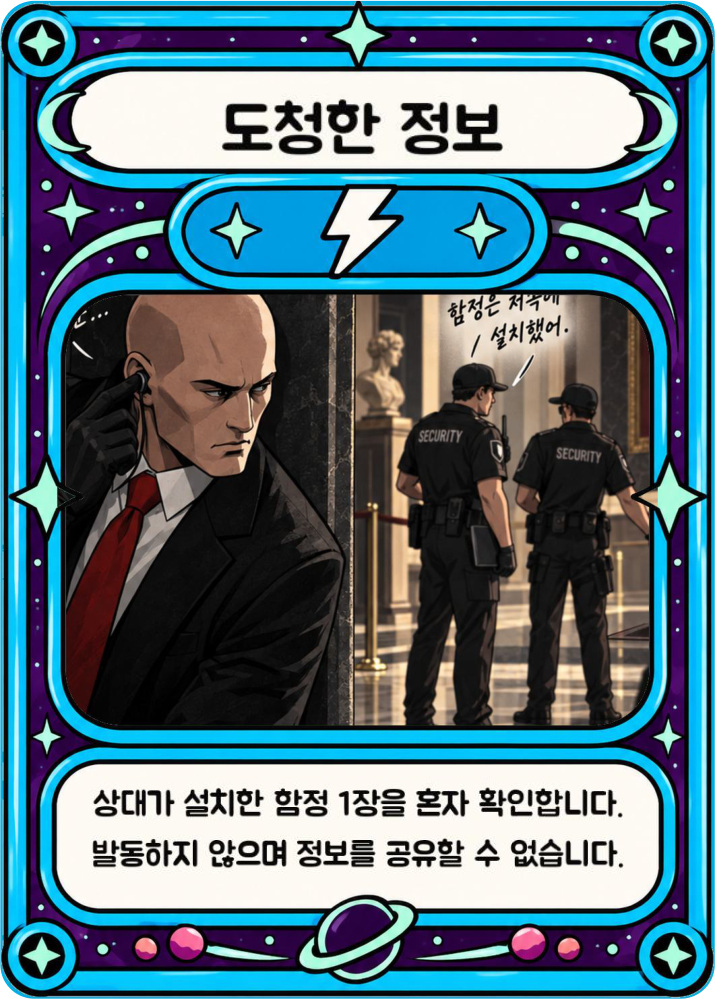 도청한 정보
함정은 저쪽에
설치했어.
SECURITY
SECURITY
상대가 설치한 함정 1장을 혼자 확인합니다.
발동하지 않으며 정보를 공유할 수 없습니다.